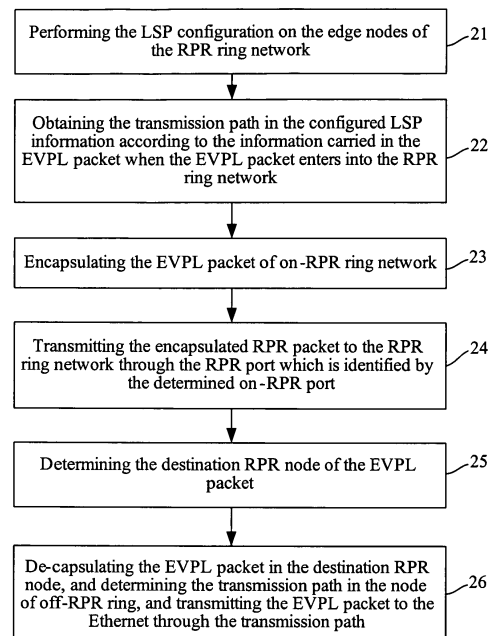 Performing the LSP configuration on the edge nodes of
the RPR ring network
21
Obtaining the transmission path in the configured LSP
information according to the information carried in the
EVPL packet when the EVPL packet enters into the RPR
ring network
22
Encapsulating the EVPL packet of on-RPR ring network
23
Transmitting the encapsulated RPR packet to the RPR
ring network through the RPR port which is identified by
the determined on-RPR port
24
Determining the destination RPR node of the EVPL
packet
25
De-capsulating the EVPL packet in the destination RPR
node, and determining the transmission path in the node
of off-RPR ring, and transmitting the EVPL packet to the
Ethernet through the transmission path
26